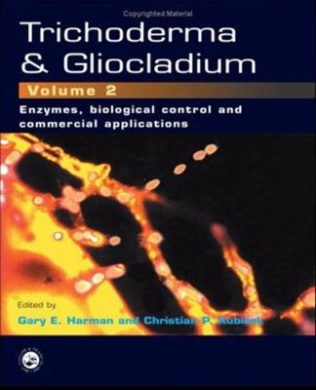 Copyrighted Material
Trichoderma
& Gliocladium
Volume 2
Enzymes, biological control and
commercial applications
Edited by
Gary E. Harman and Christian P. Kubicek